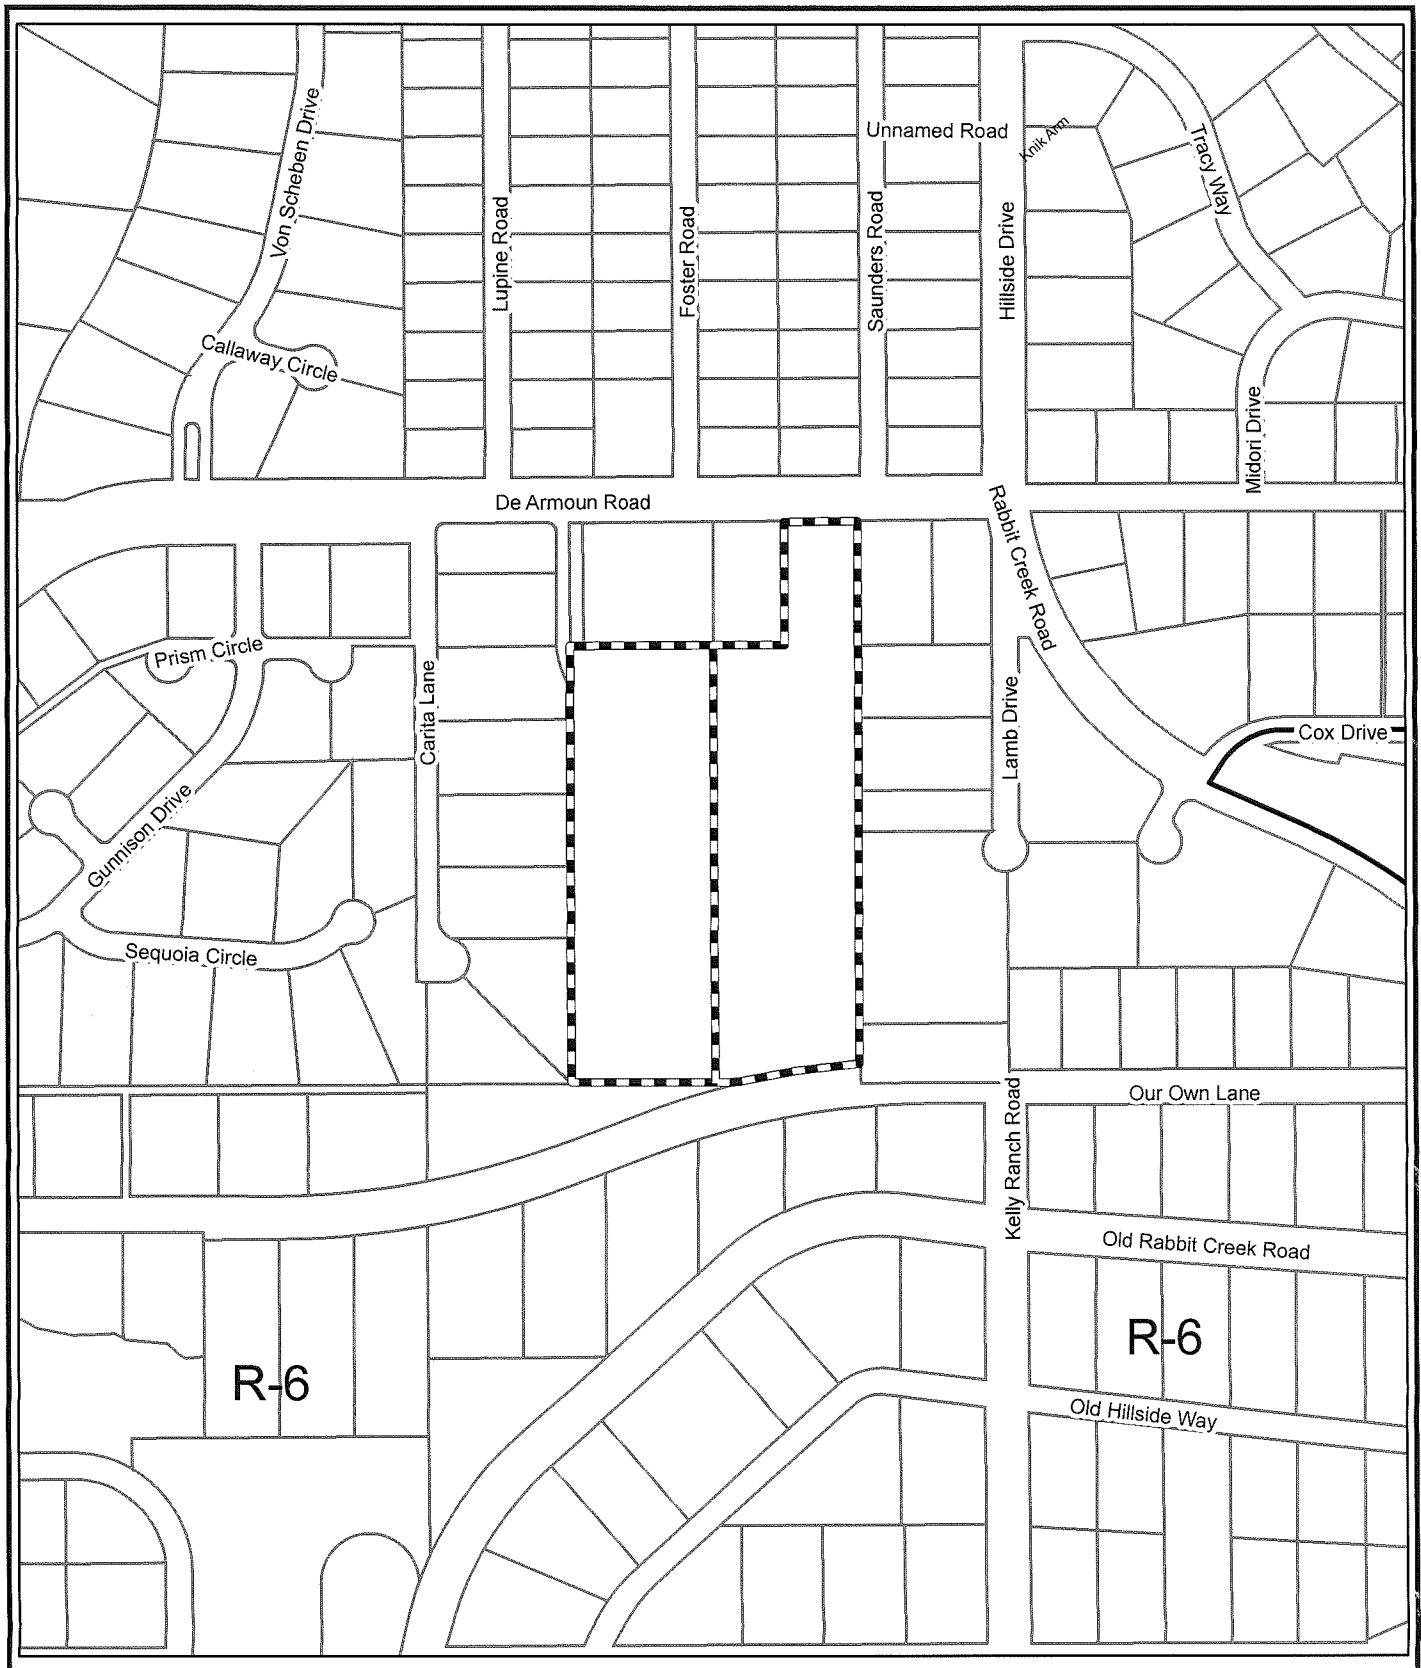 Unnamed Road
Knik Arm
Von Scheben Drive
Tracy Way
Lupine Road
Foster Road
Saunders Road
Hillside Drive
Callaway Circle
Midori Drive
De Armoun Road
Rabbit Creek Road
Prism Circle
Carita Lane
Lamb Drive
Cox Drive
Gunnison Drive
Sequoia Circle
Our Own Lane
Kelly Ranch Road
Old Rabbit Creek Road
R-6
R-6
Old Hillside Way